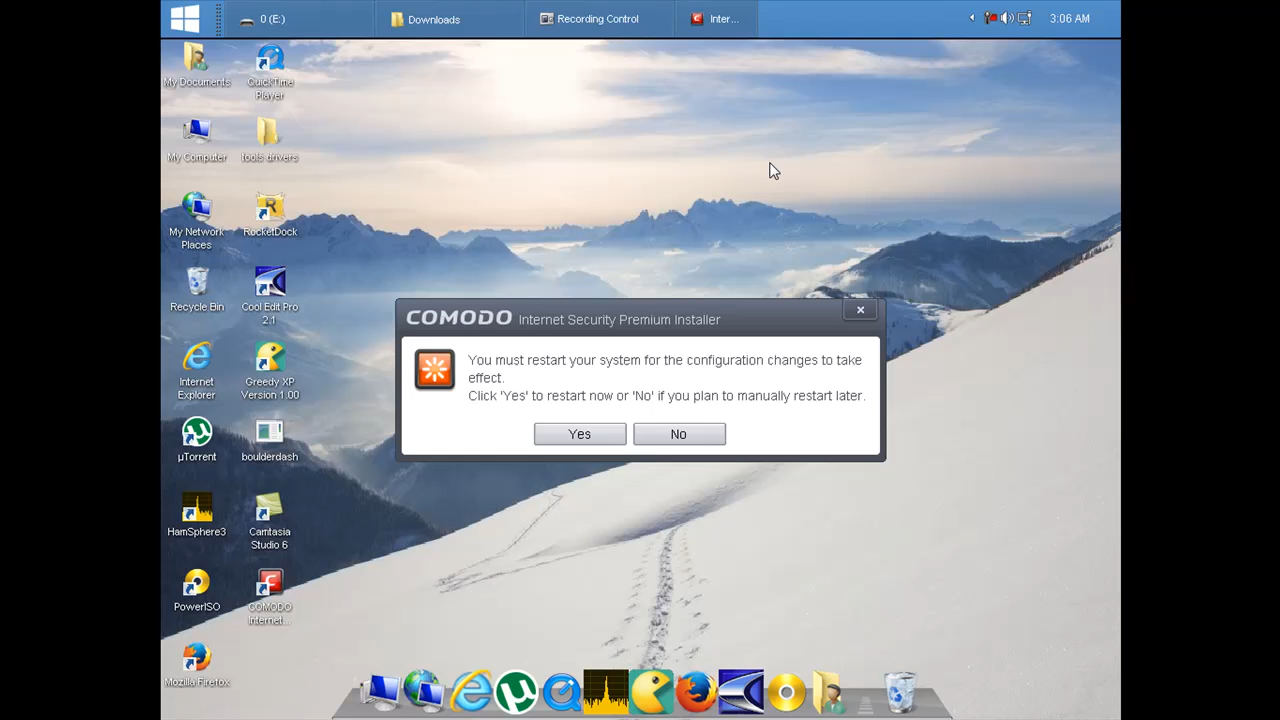 0 (E:)
Downloads
Recording Control
Inter...
3:06 AM
My Documents
QuickTime
Player
My Computer
tools drivers
My Network
Places
RocketDock
Recycle Bin
Cool Edit Pro
2.1
Internet
Explorer
Greedy XP
Version 1.00
µTorrent
boulderdash
HamSphere3
Camtasia
Studio 6
PowerISO
COMODO
Internet...
Mozilla Firefox
COMODO Internet Security Premium Installer
You must restart your system for the configuration changes to take
effect.
Click 'Yes' to restart now or 'No' if you plan to manually restart later.
Yes
No